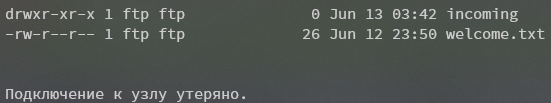 drwxr-xr-x 1 ftp ftp 0 Jun 13 03:42 incoming
-rw-r--r-- 1 ftp ftp 26 Jun 12 23:50 welcome.txt
Подключение к узлу утеряно.